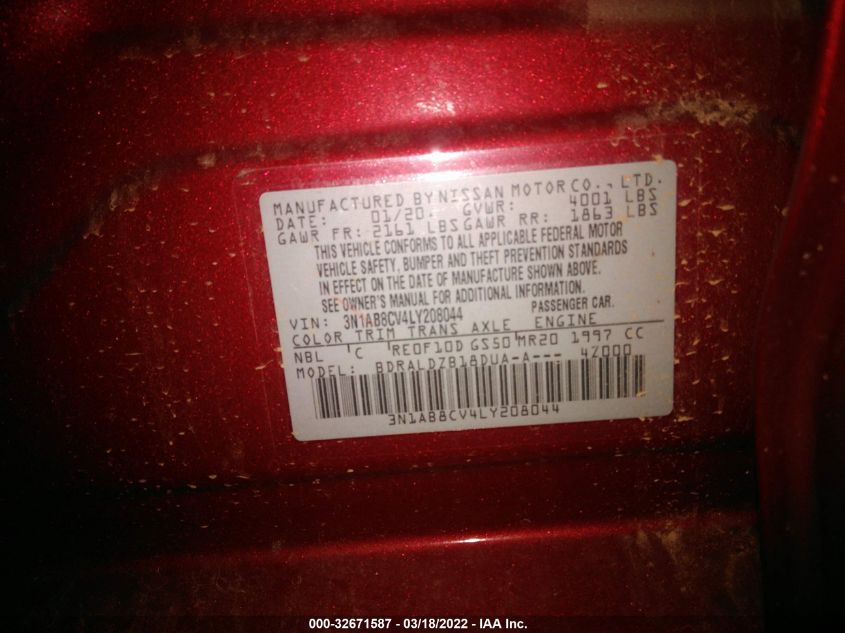 MANUFACTURED BY NISSAN MOTOR CO., LTD.
DATE: 01/20 GVWR: 4001 LBS
GAWR FR: 2161 LBS GAWR RR: 1863 LBS
THIS VEHICLE CONFORMS TO ALL APPLICABLE FEDERAL MOTOR
VEHICLE SAFETY, BUMPER AND THEFT PREVENTION STANDARDS
IN EFFECT ON THE DATE OF MANUFACTURE SHOWN ABOVE.
SEE OWNER'S MANUAL FOR ADDITIONAL INFORMATION.
VIN: 3N1AB8CV4LY208044 PASSENGER CAR.
COLOR TRIM TRANS AXLE ENGINE
NBL C RE0F10D GS50 MR20 1997 CC
MODEL: BDRALDZB18DUA-A--- 4Z000
3N1AB8CV4LY208044
000-32671587 - 03/18/2022 - IAA Inc.